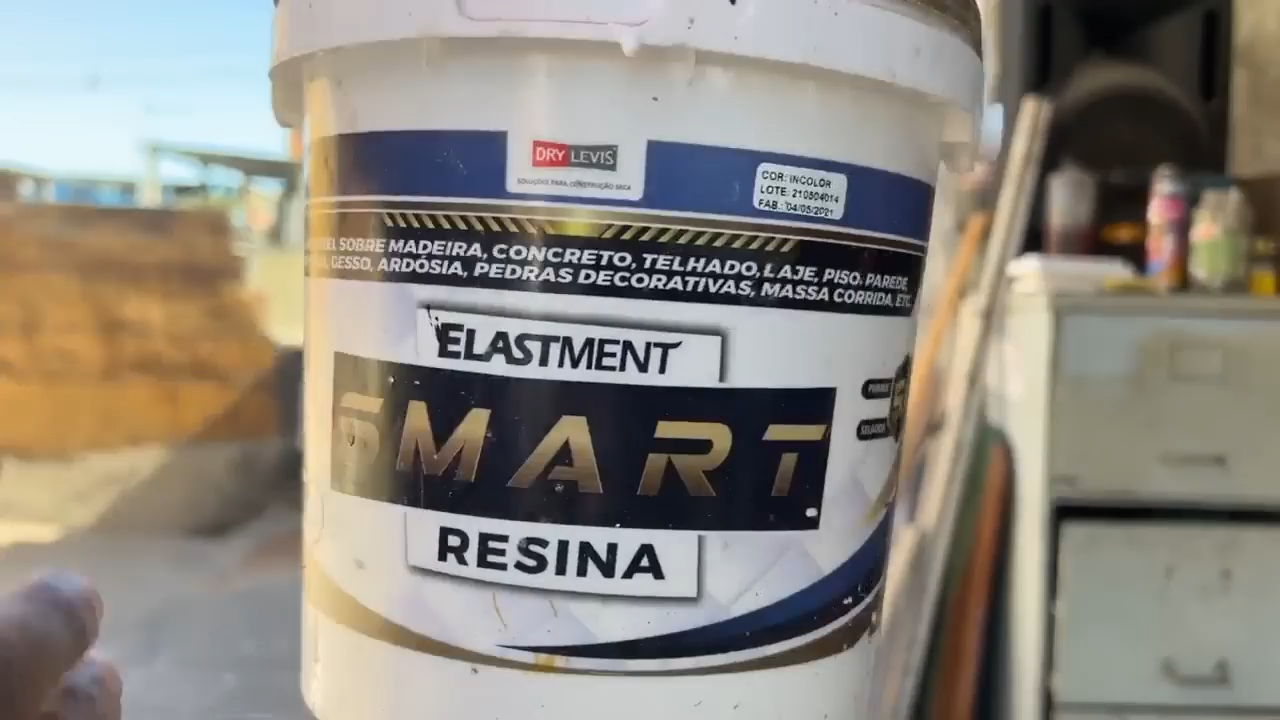 DRY LEVIS
SOLUÇÕES PARA CONSTRUÇÃO SECA
COR: INCOLOR
LOTE: 210804014
FAB.: 04/05/2021
SOBRE MADEIRA, CONCRETO, TELHADO, LAJE, PISO, PAREDE,
GESSO, ARDÓSIA, PEDRAS DECORATIVAS, MASSA CORRIDA, ETC.
ELASTMENT
SMART
RESINA